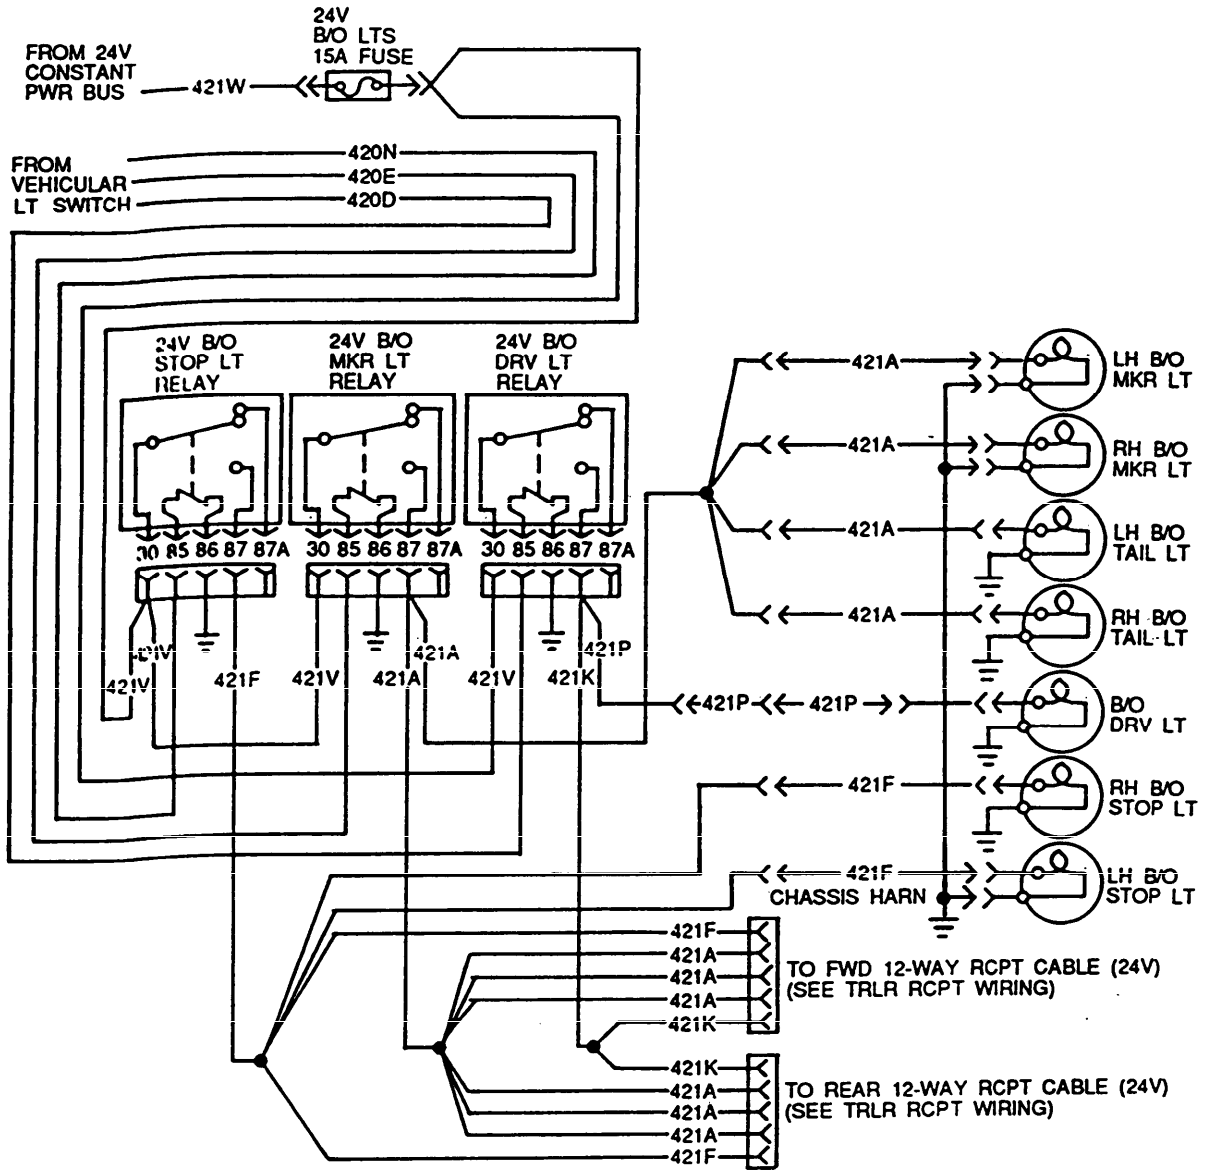 24V
B/O LTS
15A FUSE
FROM 24V
CONSTANT
PWR BUS
421W
FROM
VEHICULAR
LT SWITCH
420N
420E
420D
24V B/O
STOP LT
RELAY
24V B/O
MKR LT
RELAY
24V B/O
DRV LT
RELAY
30 85 86 87 87A
30 85 86 87 87A
30 85 86 87 87A
421V
421V
421F
421V
421A
421A
421V
421K
421P
421A
LH B/O
MKR LT
421A
RH B/O
MKR LT
421A
LH B/O
TAIL LT
421A
RH B/O
TAIL LT
421P
421P
B/O
DRV LT
421F
RH B/O
STOP LT
421F
LH B/O
STOP LT
CHASSIS HARN
421F
421A
421A
421A
421K
TO FWD 12-WAY RCPT CABLE (24V)
(SEE TRLR RCPT WIRING)
421K
421A
421A
421A
421F
TO REAR 12-WAY RCPT CABLE (24V)
(SEE TRLR RCPT WIRING)